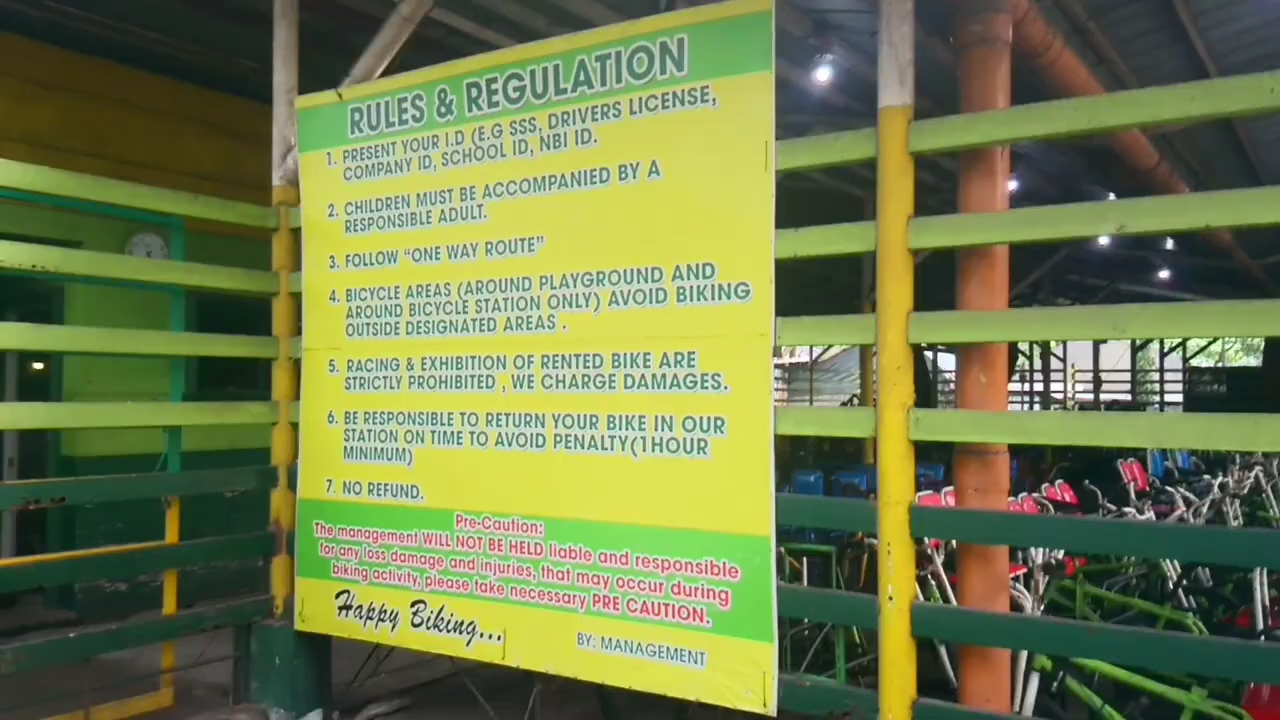 RULES & REGULATION
1. PRESENT YOUR I.D (E.G SSS, DRIVERS LICENSE,
COMPANY ID, SCHOOL ID, NBI ID.
2. CHILDREN MUST BE ACCOMPANIED BY A
RESPONSIBLE ADULT.
3. FOLLOW “ONE WAY ROUTE”
4. BICYCLE AREAS (AROUND PLAYGROUND AND
AROUND BICYCLE STATION ONLY) AVOID BIKING
OUTSIDE DESIGNATED AREAS .
5. RACING & EXHIBITION OF RENTED BIKE ARE
STRICTLY PROHIBITED , WE CHARGE DAMAGES.
6. BE RESPONSIBLE TO RETURN YOUR BIKE IN OUR
STATION ON TIME TO AVOID PENALTY(1HOUR
MINIMUM)
7. NO REFUND.
Pre-Caution:
The management WILL NOT BE HELD liable and responsible
for any loss damage and injuries, that may occur during
biking activity, please take necessary PRE CAUTION.
Happy Biking...
BY: MANAGEMENT